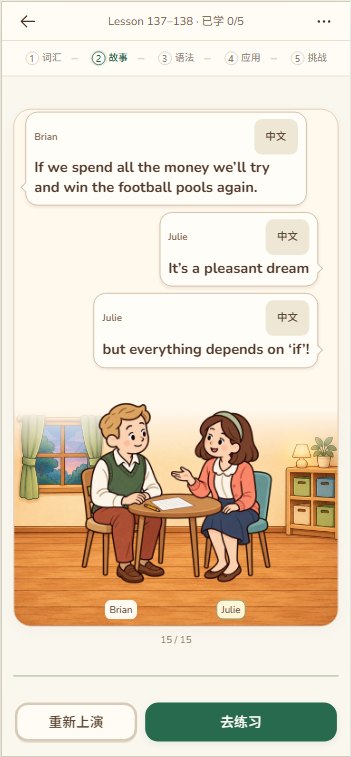 Lesson 137–138 · 已学 0/5
1 词汇 – 2 故事 – 3 语法 – 4 应用 – 5 挑战
Brian
中文
If we spend all the money we’ll try
and win the football pools again.
Julie
中文
It’s a pleasant dream
Julie
中文
but everything depends on ‘if’!
Brian
Julie
15 / 15
重新上演
去练习